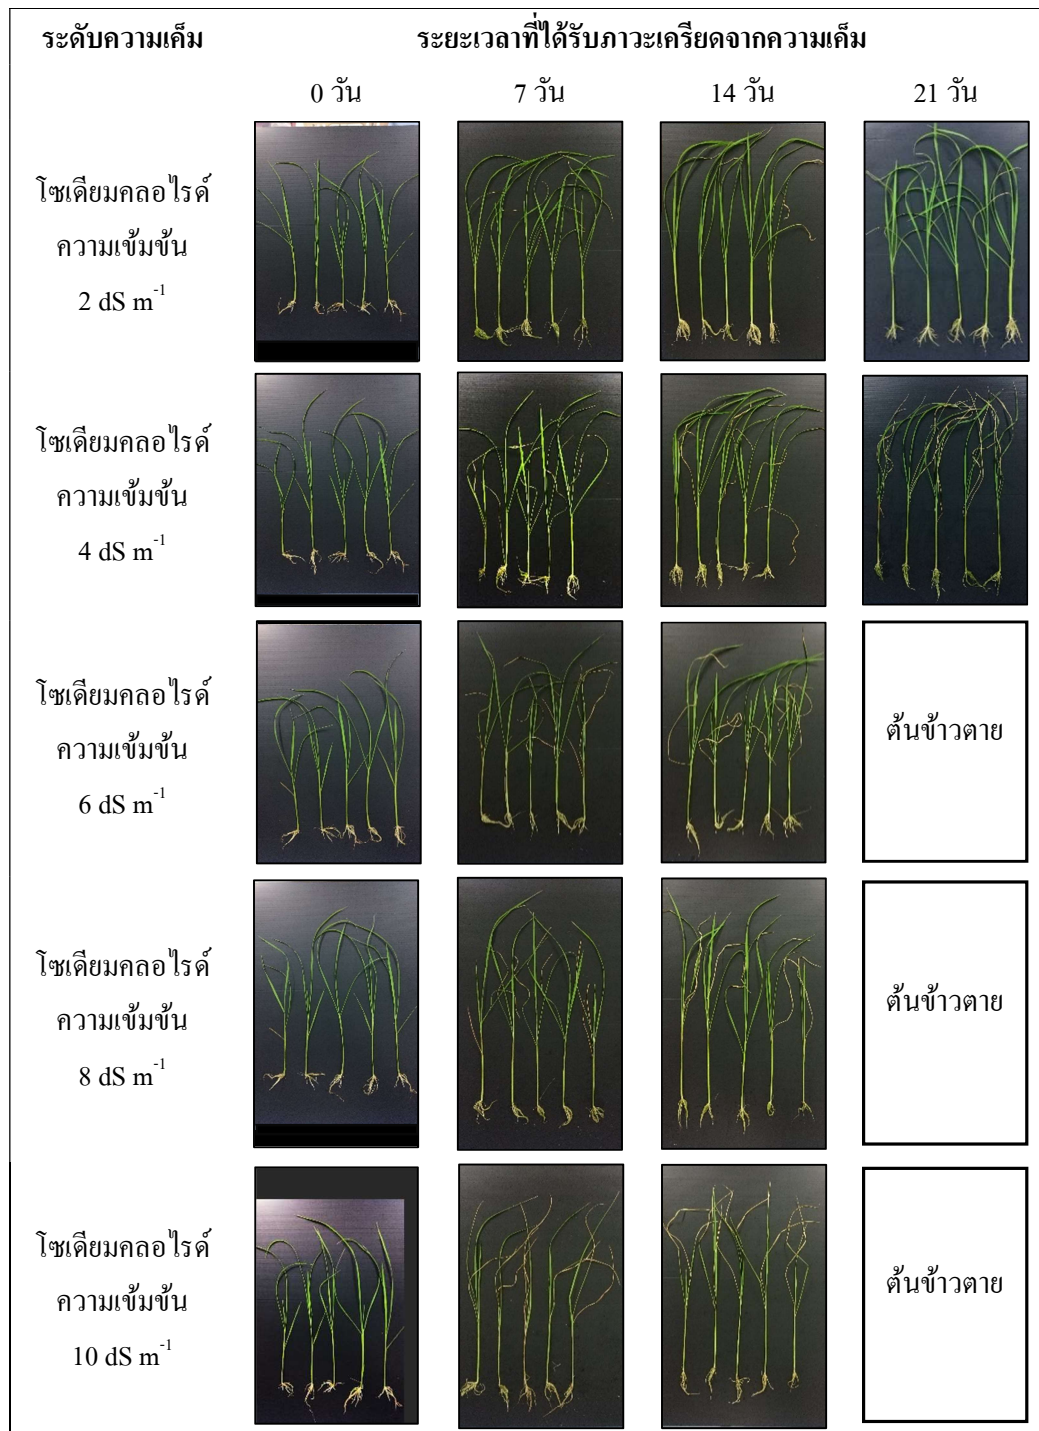 ระดับความเค็ม ระยะเวลาที่ได้รับภาวะเครียดจากความเค็ม
0 วัน 7 วัน 14 วัน 21 วัน
โซเดียมคลอไรด์
ความเข้มข้น
2 dS m⁻¹
โซเดียมคลอไรด์
ความเข้มข้น
4 dS m⁻¹
โซเดียมคลอไรด์
ความเข้มข้น
6 dS m⁻¹
ต้นข้าวตาย
โซเดียมคลอไรด์
ความเข้มข้น
8 dS m⁻¹
ต้นข้าวตาย
โซเดียมคลอไรด์
ความเข้มข้น
10 dS m⁻¹
ต้นข้าวตาย